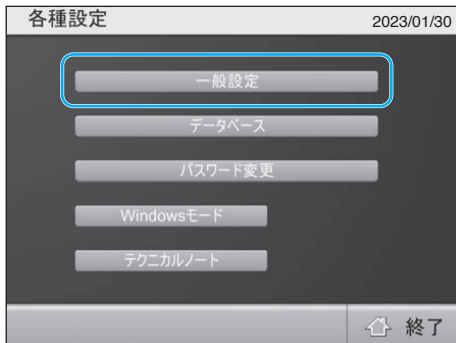 各種設定
2023/01/30
一般設定
データベース
パスワード変更
Windowsモード
テクニカルノート
終了